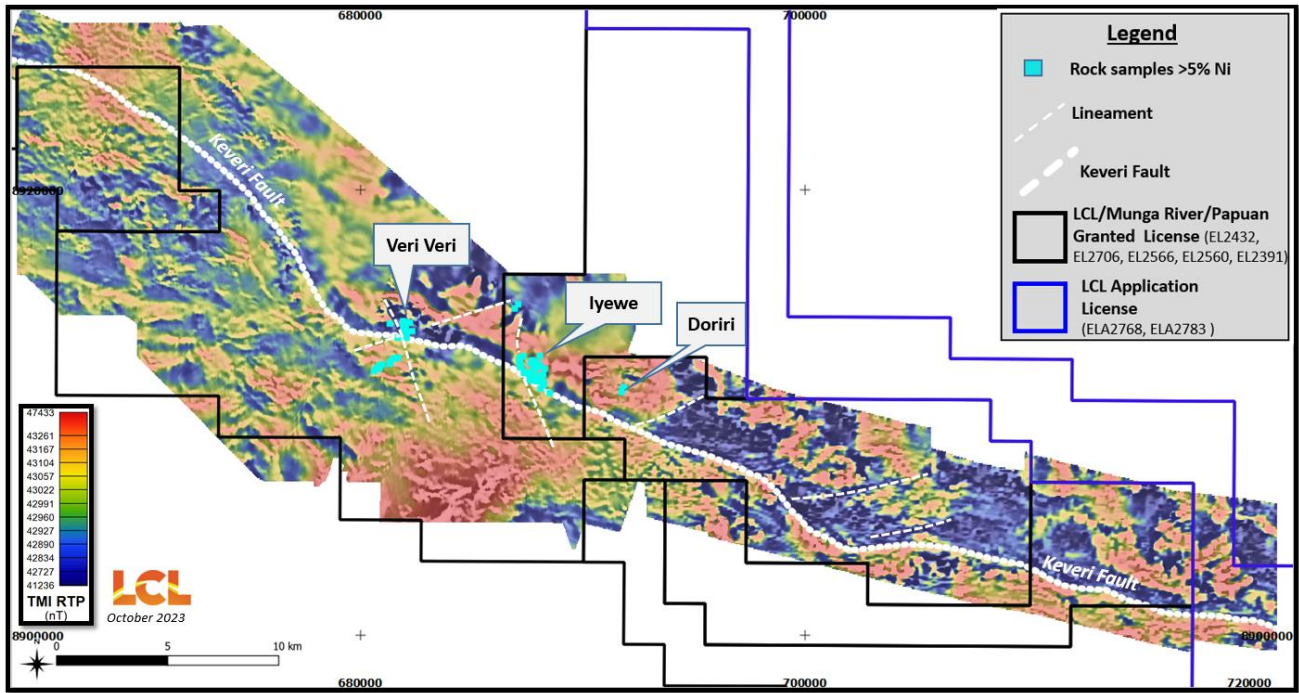 680000
700000
Legend
Rock samples >5% Ni
Lineament
Keveri Fault
LCL/Munga River/Papuan
Granted License (EL2432,
EL2706, EL2566, EL2560, EL2391)
LCL Application
License
(ELA2768, ELA2783 )
Keveri Fault
8920000
Veri Veri
Iyewe
Doriri
47433
43261
43167
43104
43057
43022
42991
42960
42927
42890
42834
42727
41236
TMI RTP
(nT)
LCL
October 2023
Keveri Fault
8900000
8900000
N
0 5 10 km
680000
700000
720000